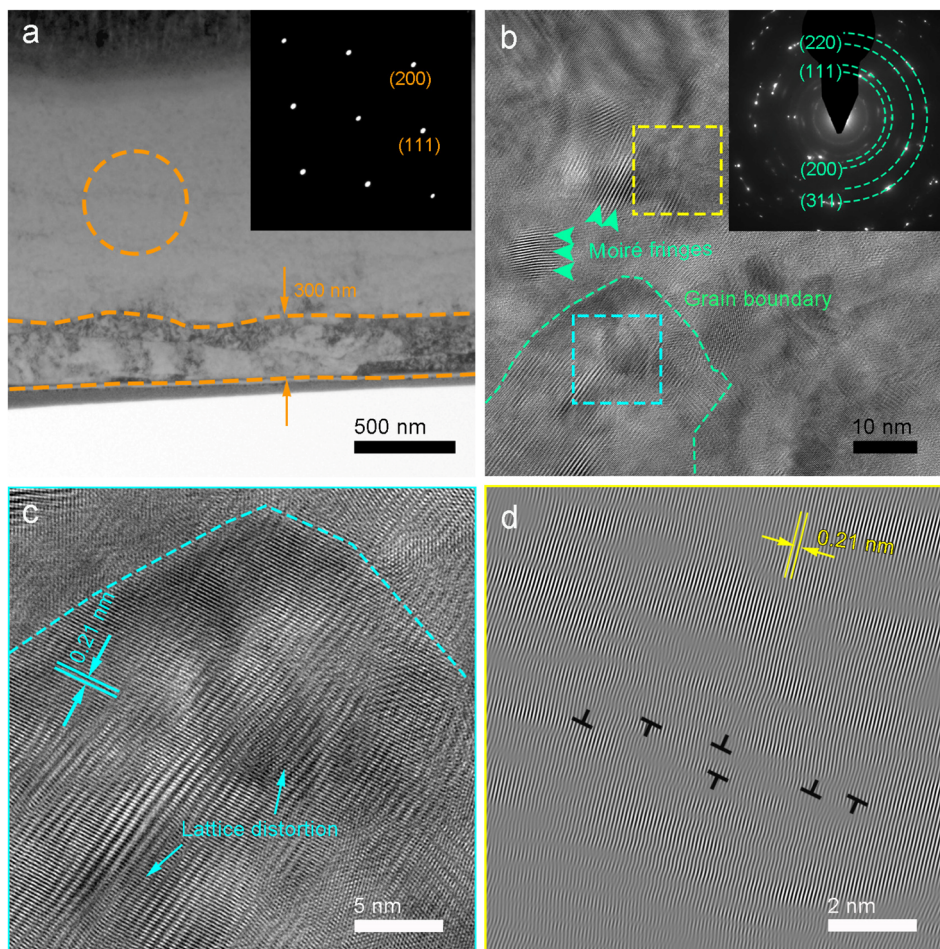 a
(200)
(111)
300 nm
500 nm
b
(220)
(111)
(200)
(311)
Moiré fringes
Grain boundary
10 nm
c
0.21 nm
Lattice distortion
5 nm
d
0.21 nm
2 nm